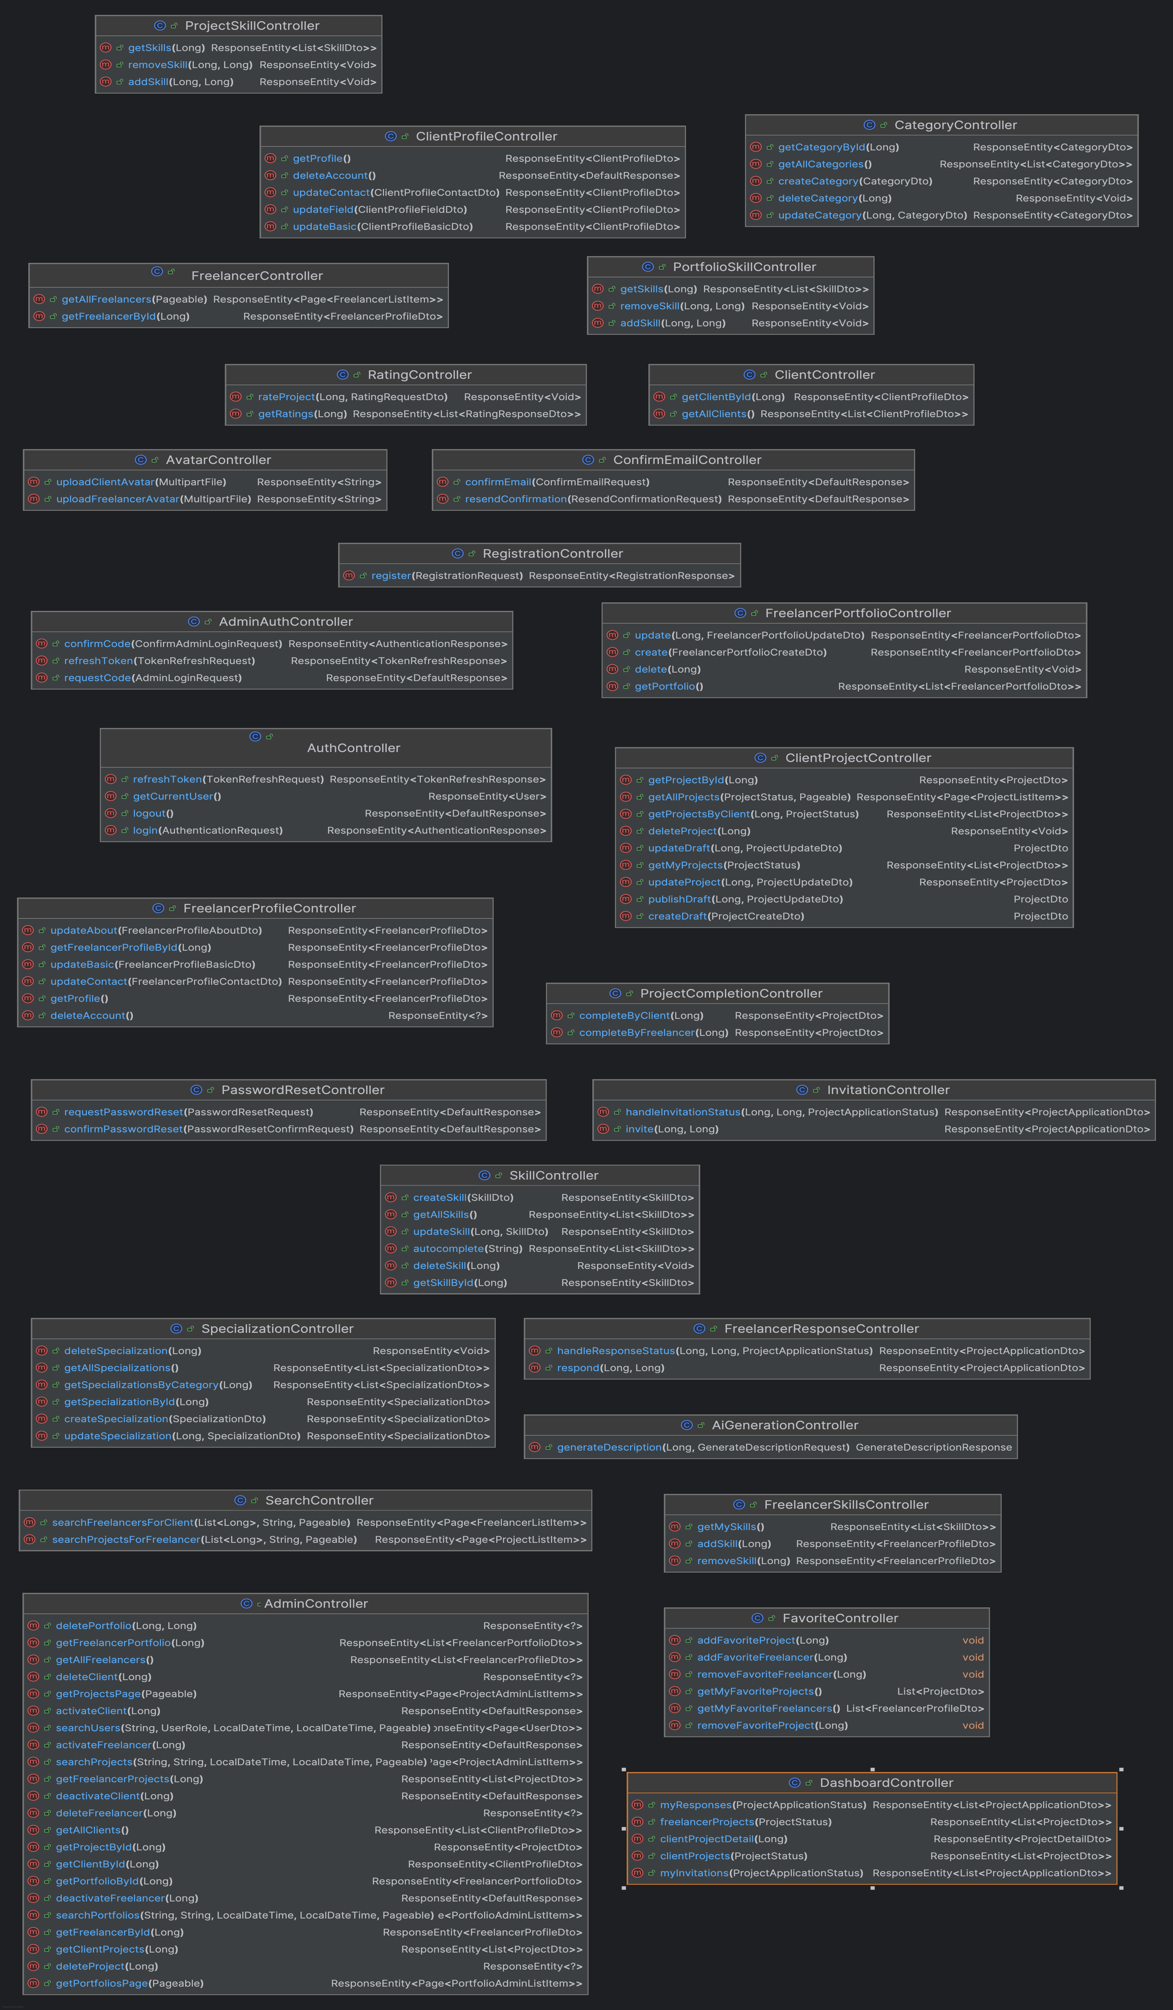 ProjectSkillController
getSkills(Long) ResponseEntity<List<SkillDto>>
removeSkill(Long, Long) ResponseEntity<Void>
addSkill(Long, Long) ResponseEntity<Void>
ClientProfileController
getProfile() ResponseEntity<ClientProfileDto>
deleteAccount() ResponseEntity<DefaultResponse>
updateContact(ClientProfileContactDto) ResponseEntity<ClientProfileDto>
updateField(ClientProfileFieldDto) ResponseEntity<ClientProfileDto>
updateBasic(ClientProfileBasicDto) ResponseEntity<ClientProfileDto>
CategoryController
getCategoryById(Long) ResponseEntity<CategoryDto>
getAllCategories() ResponseEntity<List<CategoryDto>>
createCategory(CategoryDto) ResponseEntity<CategoryDto>
deleteCategory(Long) ResponseEntity<Void>
updateCategory(Long, CategoryDto) ResponseEntity<CategoryDto>
FreelancerController
getAllFreelancers(Pageable) ResponseEntity<Page<FreelancerListItem>>
getFreelancerById(Long) ResponseEntity<FreelancerProfileDto>
PortfolioSkillController
getSkills(Long) ResponseEntity<List<SkillDto>>
removeSkill(Long, Long) ResponseEntity<Void>
addSkill(Long, Long) ResponseEntity<Void>
RatingController
rateProject(Long, RatingRequestDto) ResponseEntity<Void>
getRatings(Long) ResponseEntity<List<RatingResponseDto>>
ClientController
getClientById(Long) ResponseEntity<ClientProfileDto>
getAllClients() ResponseEntity<List<ClientProfileDto>>
AvatarController
uploadClientAvatar(MultipartFile) ResponseEntity<String>
uploadFreelancerAvatar(MultipartFile) ResponseEntity<String>
ConfirmEmailController
confirmEmail(ConfirmEmailRequest) ResponseEntity<DefaultResponse>
resendConfirmation(ResendConfirmationRequest) ResponseEntity<DefaultResponse>
RegistrationController
register(RegistrationRequest) ResponseEntity<RegistrationResponse>
AdminAuthController
confirmCode(ConfirmAdminLoginRequest) ResponseEntity<AuthenticationResponse>
refreshToken(TokenRefreshRequest) ResponseEntity<TokenRefreshResponse>
requestCode(AdminLoginRequest) ResponseEntity<DefaultResponse>
FreelancerPortfolioController
update(Long, FreelancerPortfolioUpdateDto) ResponseEntity<FreelancerPortfolioDto>
create(FreelancerPortfolioCreateDto) ResponseEntity<FreelancerPortfolioDto>
delete(Long) ResponseEntity<Void>
getPortfolio() ResponseEntity<List<FreelancerPortfolioDto>>
AuthController
refreshToken(TokenRefreshRequest) ResponseEntity<TokenRefreshResponse>
getCurrentUser() ResponseEntity<User>
logout() ResponseEntity<DefaultResponse>
login(AuthenticationRequest) ResponseEntity<AuthenticationResponse>
ClientProjectController
getProjectById(Long) ResponseEntity<ProjectDto>
getAllProjects(ProjectStatus, Pageable) ResponseEntity<Page<ProjectListItem>>
getProjectsByClient(Long, ProjectStatus) ResponseEntity<List<ProjectDto>>
deleteProject(Long) ResponseEntity<Void>
updateDraft(Long, ProjectUpdateDto) ProjectDto
getMyProjects(ProjectStatus) ResponseEntity<List<ProjectDto>>
updateProject(Long, ProjectUpdateDto) ResponseEntity<ProjectDto>
publishDraft(Long, ProjectUpdateDto) ProjectDto
createDraft(ProjectCreateDto) ProjectDto
FreelancerProfileController
updateAbout(FreelancerProfileAboutDto) ResponseEntity<FreelancerProfileDto>
getFreelancerProfileById(Long) ResponseEntity<FreelancerProfileDto>
updateBasic(FreelancerProfileBasicDto) ResponseEntity<FreelancerProfileDto>
updateContact(FreelancerProfileContactDto) ResponseEntity<FreelancerProfileDto>
getProfile() ResponseEntity<FreelancerProfileDto>
deleteAccount() ResponseEntity<?>
ProjectCompletionController
completeByClient(Long) ResponseEntity<ProjectDto>
completeByFreelancer(Long) ResponseEntity<ProjectDto>
PasswordResetController
requestPasswordReset(PasswordResetRequest) ResponseEntity<DefaultResponse>
confirmPasswordReset(PasswordResetConfirmRequest) ResponseEntity<DefaultResponse>
InvitationController
handleInvitationStatus(Long, Long, ProjectApplicationStatus) ResponseEntity<ProjectApplicationDto>
invite(Long, Long) ResponseEntity<ProjectApplicationDto>
SkillController
createSkill(SkillDto) ResponseEntity<SkillDto>
getAllSkills() ResponseEntity<List<SkillDto>>
updateSkill(Long, SkillDto) ResponseEntity<SkillDto>
autocomplete(String) ResponseEntity<List<SkillDto>>
deleteSkill(Long) ResponseEntity<Void>
getSkillById(Long) ResponseEntity<SkillDto>
SpecializationController
deleteSpecialization(Long) ResponseEntity<Void>
getAllSpecializations() ResponseEntity<List<SpecializationDto>>
getSpecializationsByCategory(Long) ResponseEntity<List<SpecializationDto>>
getSpecializationById(Long) ResponseEntity<SpecializationDto>
createSpecialization(SpecializationDto) ResponseEntity<SpecializationDto>
updateSpecialization(Long, SpecializationDto) ResponseEntity<SpecializationDto>
FreelancerResponseController
handleResponseStatus(Long, Long, ProjectApplicationStatus) ResponseEntity<ProjectApplicationDto>
respond(Long, Long) ResponseEntity<ProjectApplicationDto>
AiGenerationController
generateDescription(Long, GenerateDescriptionRequest) GenerateDescriptionResponse
SearchController
searchFreelancersForClient(List<Long>, String, Pageable) ResponseEntity<Page<FreelancerListItem>>
searchProjectsForFreelancer(List<Long>, String, Pageable) ResponseEntity<Page<ProjectListItem>>
FreelancerSkillsController
getMySkills() ResponseEntity<List<SkillDto>>
addSkill(Long) ResponseEntity<FreelancerProfileDto>
removeSkill(Long) ResponseEntity<FreelancerProfileDto>
AdminController
deletePortfolio(Long, Long) ResponseEntity<?>
getFreelancerPortfolio(Long) ResponseEntity<List<FreelancerPortfolioDto>>
getAllFreelancers() ResponseEntity<List<FreelancerProfileDto>>
deleteClient(Long) ResponseEntity<?>
getProjectsPage(Pageable) ResponseEntity<Page<ProjectAdminListItem>>
activateClient(Long) ResponseEntity<DefaultResponse>
searchUsers(String, UserRole, LocalDateTime, LocalDateTime, Pageable) onseEntity<Page<UserDto>>
activateFreelancer(Long) ResponseEntity<DefaultResponse>
searchProjects(String, String, LocalDateTime, LocalDateTime, Pageable) Page<ProjectAdminListItem>>
getFreelancerProjects(Long) ResponseEntity<List<ProjectDto>>
deactivateClient(Long) ResponseEntity<DefaultResponse>
deleteFreelancer(Long) ResponseEntity<?>
getAllClients() ResponseEntity<List<ClientProfileDto>>
getProjectById(Long) ResponseEntity<ProjectDto>
getClientById(Long) ResponseEntity<ClientProfileDto>
getPortfolioById(Long) ResponseEntity<FreelancerPortfolioDto>
deactivateFreelancer(Long) ResponseEntity<DefaultResponse>
searchPortfolios(String, String, LocalDateTime, LocalDateTime, Pageable) e<PortfolioAdminListItem>>
getFreelancerById(Long) ResponseEntity<FreelancerProfileDto>
getClientProjects(Long) ResponseEntity<List<ProjectDto>>
deleteProject(Long) ResponseEntity<?>
getPortfoliosPage(Pageable) ResponseEntity<Page<PortfolioAdminListItem>>
FavoriteController
addFavoriteProject(Long) void
addFavoriteFreelancer(Long) void
removeFavoriteFreelancer(Long) void
getMyFavoriteProjects() List<ProjectDto>
getMyFavoriteFreelancers() List<FreelancerProfileDto>
removeFavoriteProject(Long) void
DashboardController
myResponses(ProjectApplicationStatus) ResponseEntity<List<ProjectApplicationDto>>
freelancerProjects(ProjectStatus) ResponseEntity<List<ProjectDto>>
clientProjectDetail(Long) ResponseEntity<ProjectDetailDto>
clientProjects(ProjectStatus) ResponseEntity<List<ProjectDto>>
myInvitations(ProjectApplicationStatus) ResponseEntity<List<ProjectApplicationDto>>